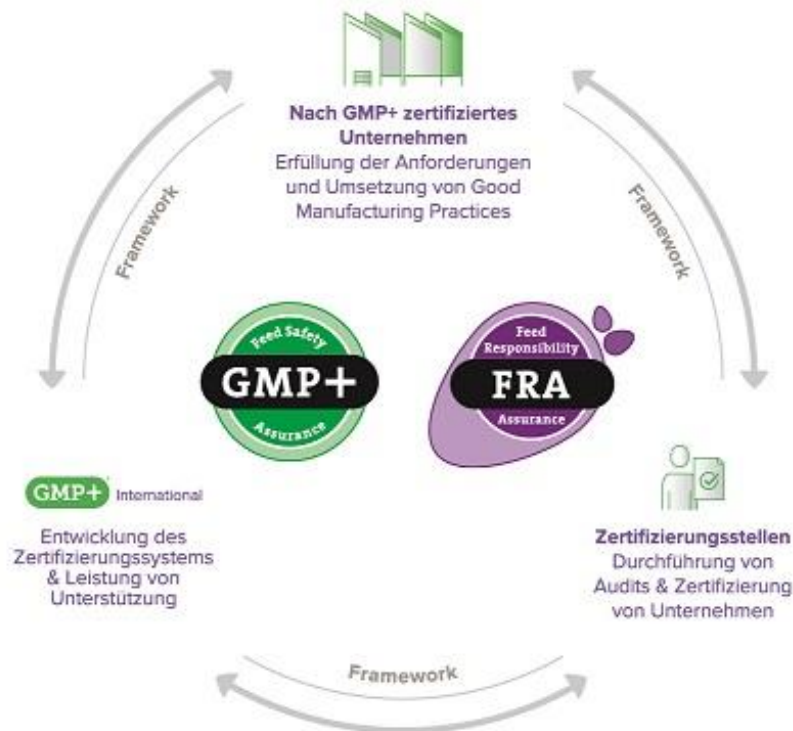 Nach GMP+ zertifiziertes
Unternehmen
Erfüllung der Anforderungen
und Umsetzung von Good
Manufacturing Practices
Framework
Framework
Feed Safety
GMP+
Assurance
Feed
Responsibility
FRA
Assurance
GMP+ International
Entwicklung des
Zertifizierungssystems
& Leistung von
Unterstützung
Zertifizierungsstellen
Durchführung von
Audits & Zertifizierung
von Unternehmen
Framework